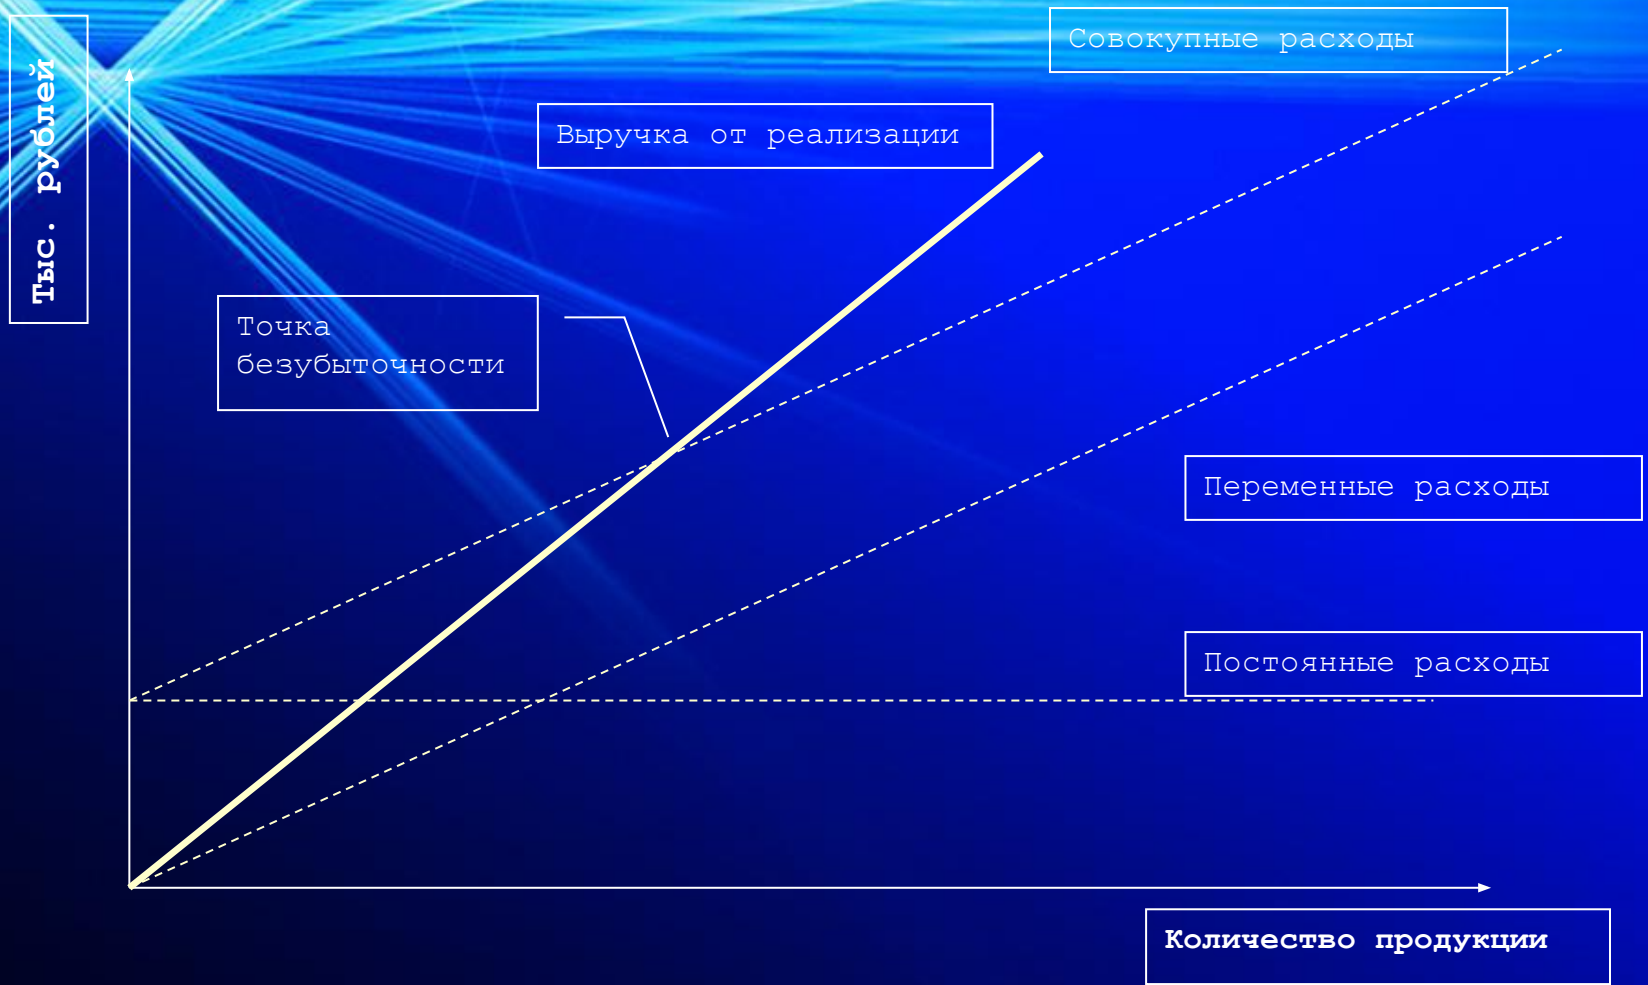 Тыс. рублей
Совокупные расходы
Выручка от реализации
Точка
безубыточности
Переменные расходы
Постоянные расходы
Количество продукции